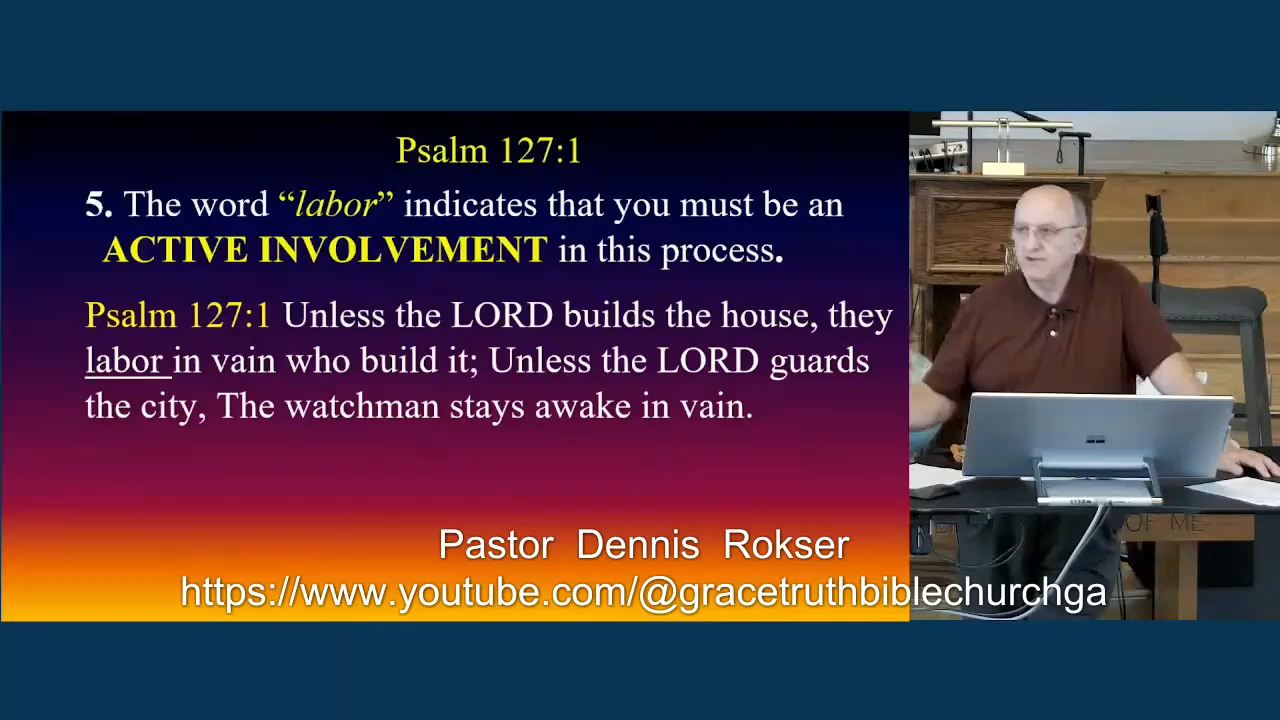 Psalm 127:1
5. The word “labor” indicates that you must be an
ACTIVE INVOLVEMENT in this process.
Psalm 127:1 Unless the LORD builds the house, they
labor in vain who build it; Unless the LORD guards
the city, The watchman stays awake in vain.
Pastor Dennis Rokser
https://www.youtube.com/@gracetruthbiblechurchga
OF ME